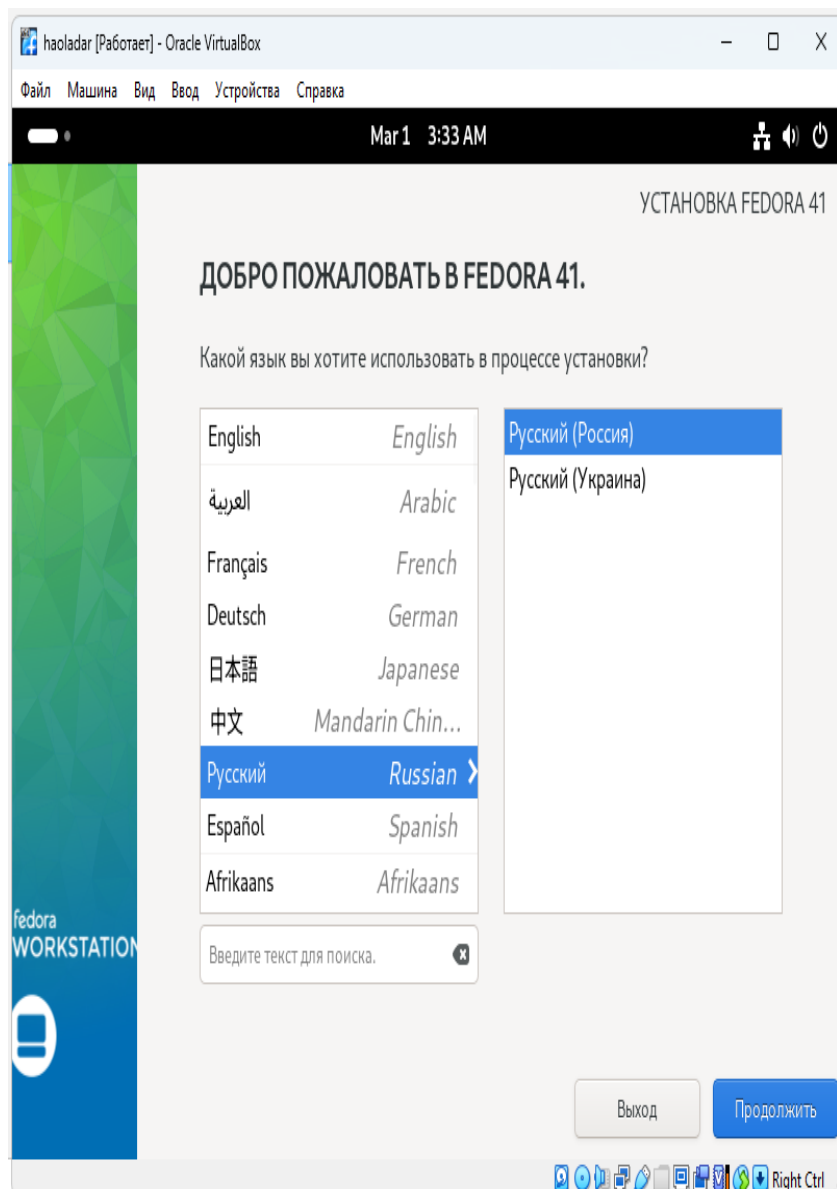 haoladar [Работает] - Oracle VirtualBox
Файл Машина Вид Ввод Устройства Справка
Mar 1 3:33 AM
УСТАНОВКА FEDORA 41
ДОБРО ПОЖАЛОВАТЬ В FEDORA 41.
Какой язык вы хотите использовать в процессе установки?
English English
العربية Arabic
Français French
Deutsch German
日本語 Japanese
中文 Mandarin Chin...
Русский Russian
Español Spanish
Afrikaans Afrikaans
Русский (Россия)
Русский (Украина)
Введите текст для поиска.
fedora
WORKSTATION
Выход Продолжить
Right Ctrl